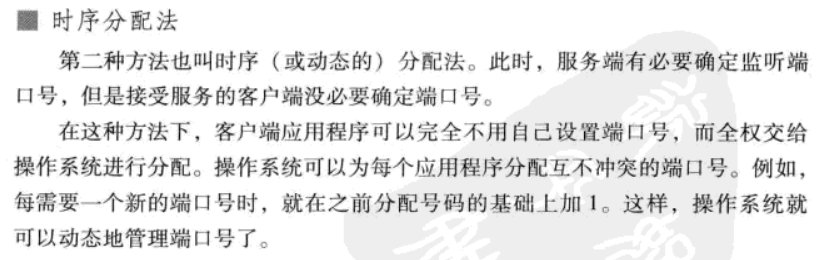 ■ 时序分配法
第二种方法也叫时序（或动态的）分配法。此时，服务端有必要确定监听端
口号，但是接受服务的客户端没必要确定端口号。
在这种方法下，客户端应用程序可以完全不用自己设置端口号，而全权交给
操作系统进行分配。操作系统可以为每个应用程序分配互不冲突的端口号。例如，
每需要一个新的端口号时，就在之前分配号码的基础上加1。这样，操作系统就
可以动态地管理端口号了。